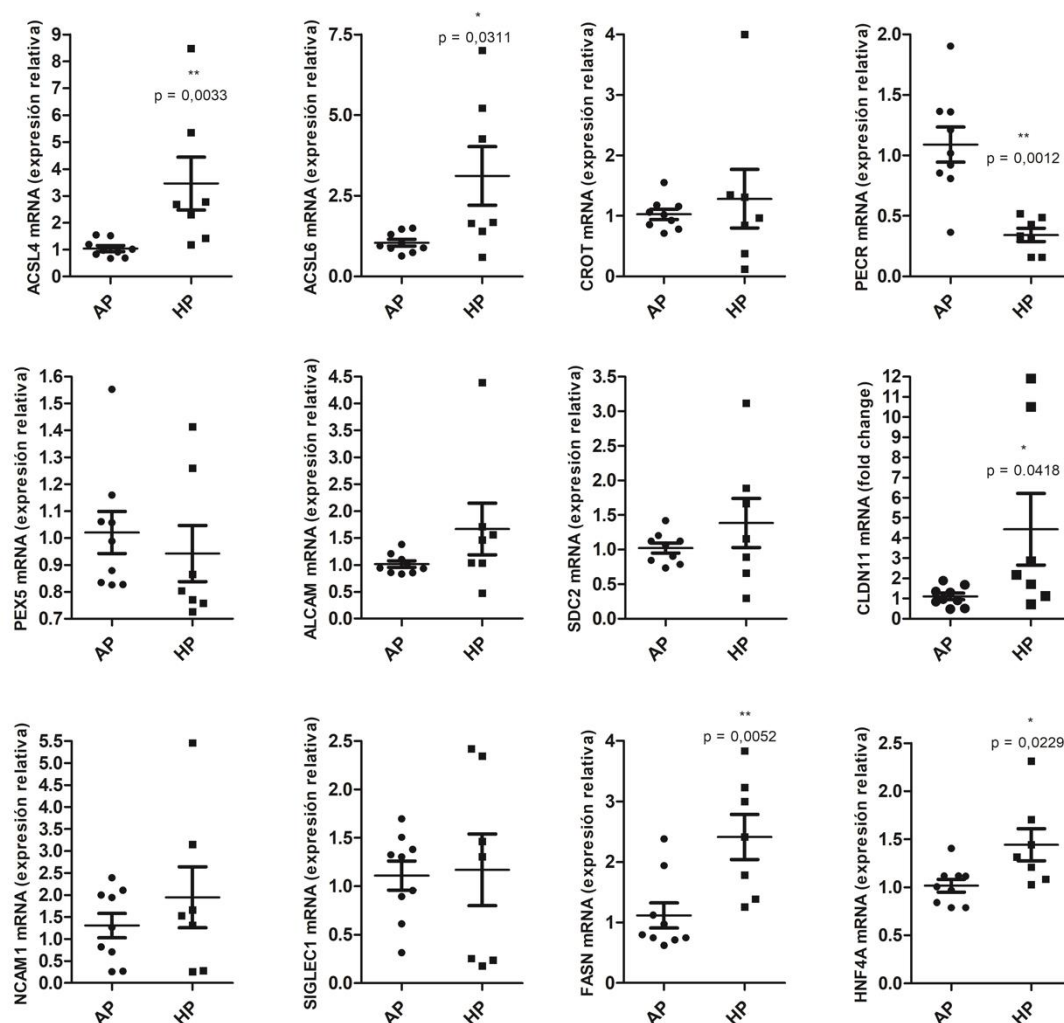 ACSL4 mRNA (expresión relativa)
9
8
7
6
5
4
3
2
1
0
**
p = 0,0033
AP
HP
ACSL6 mRNA (expresión relativa)
7.5
5.0
2.5
0.0
*
p = 0,0311
AP
HP
CROT mRNA (expresión relativa)
4
3
2
1
0
AP
HP
PECR mRNA (expresión relativa)
2.0
1.5
1.0
0.5
0.0
**
p = 0,0012
AP
HP
PEX5 mRNA (expresión relativa)
1.6
1.5
1.4
1.3
1.2
1.1
1.0
0.9
0.8
0.7
AP
HP
ALCAM mRNA (expresión relativa)
4.5
4.0
3.5
3.0
2.5
2.0
1.5
1.0
0.5
0.0
AP
HP
SDC2 mRNA (expresión relativa)
3.5
3.0
2.5
2.0
1.5
1.0
0.5
0.0
AP
HP
CLDN11 mRNA (fold change)
12
11
10
9
8
7
6
5
4
3
2
1
0
*
p = 0.0418
AP
HP
NCAM1 mRNA (expresión relativa)
5.5
5.0
4.5
4.0
3.5
3.0
2.5
2.0
1.5
1.0
0.5
0.0
AP
HP
SIGLEC1 mRNA (expresión relativa)
2.5
2.0
1.5
1.0
0.5
0.0
AP
HP
FASN mRNA (expresión relativa)
4
3
2
1
0
**
p = 0,0052
AP
HP
HNF4A mRNA (expresión relativa)
2.5
2.0
1.5
1.0
0.5
0.0
*
p = 0,0229
AP
HP